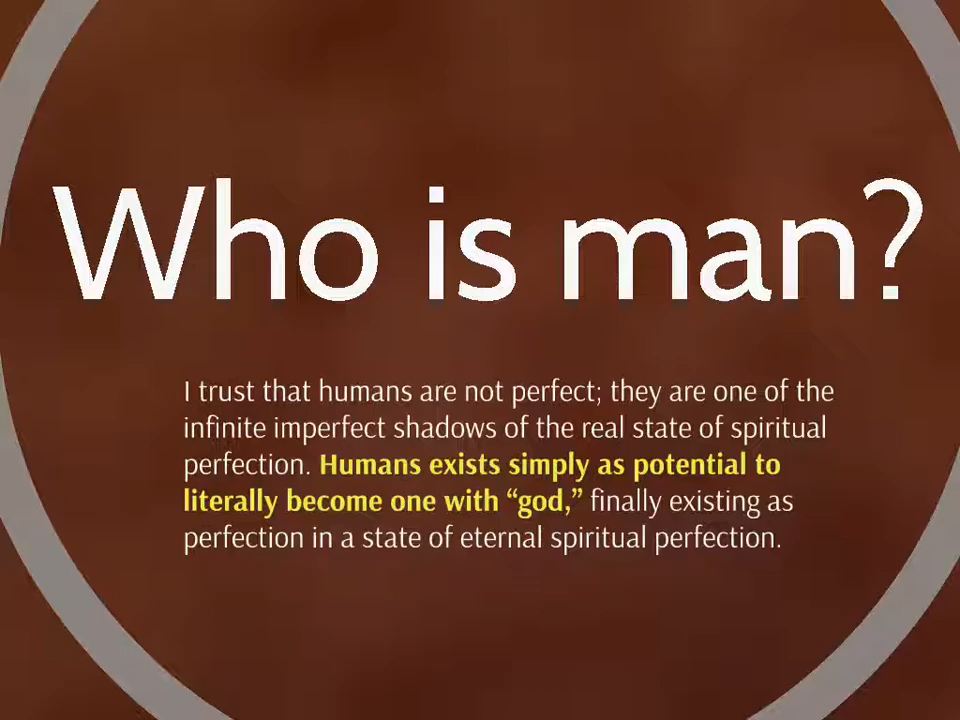 Who is man?
I trust that humans are not perfect; they are one of the
infinite imperfect shadows of the real state of spiritual
perfection. Humans exists simply as potential to
literally become one with “god,” finally existing as
perfection in a state of eternal spiritual perfection.